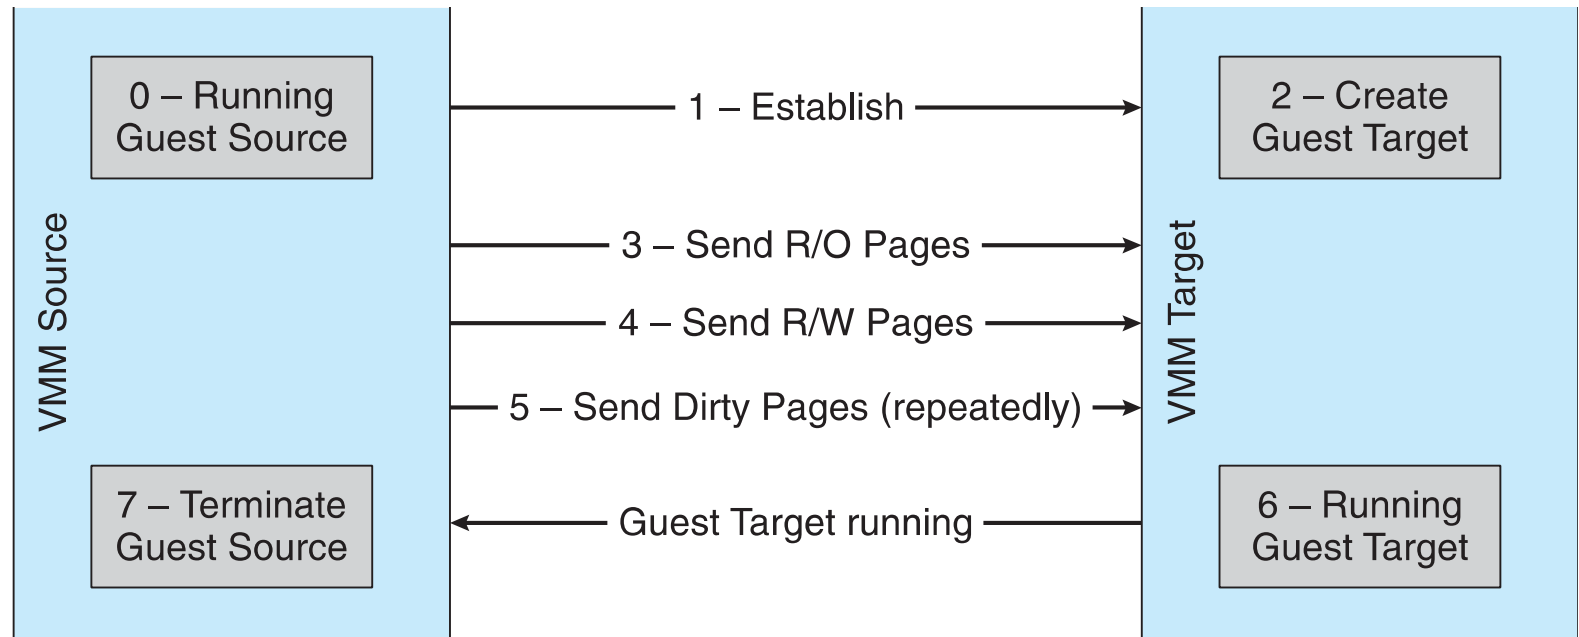 0 – Running
Guest Source
1 – Establish
2 – Create
Guest Target
VMM Source
3 – Send R/O Pages
4 – Send R/W Pages
5 – Send Dirty Pages (repeatedly)
VMM Target
7 – Terminate
Guest Source
Guest Target running
6 – Running
Guest Target